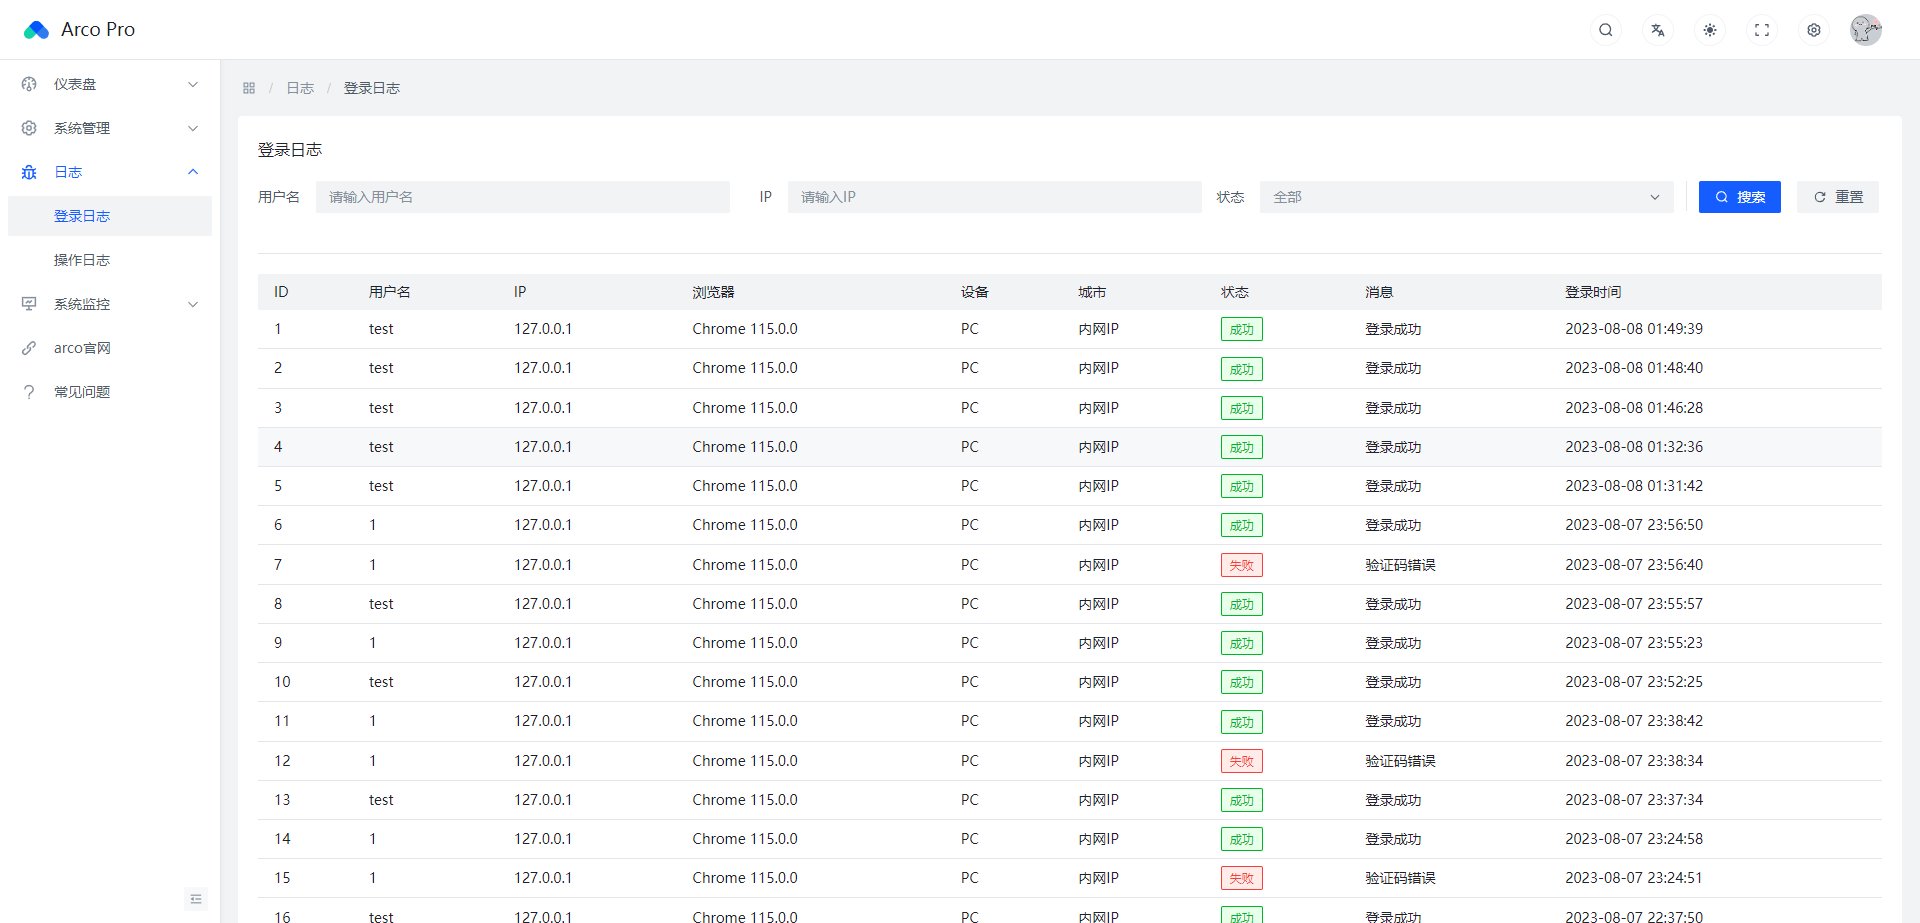 Arco Pro
仪表盘
系统管理
日志
登录日志
操作日志
系统监控
arco官网
常见问题
/ 日志 / 登录日志
登录日志
用户名 请输入用户名 IP 请输入IP 状态 全部 搜索 重置
ID 用户名 IP 浏览器 设备 城市 状态 消息 登录时间
1 test 127.0.0.1 Chrome 115.0.0 PC 内网IP 成功 登录成功 2023-08-08 01:49:39
2 test 127.0.0.1 Chrome 115.0.0 PC 内网IP 成功 登录成功 2023-08-08 01:48:40
3 test 127.0.0.1 Chrome 115.0.0 PC 内网IP 成功 登录成功 2023-08-08 01:46:28
4 test 127.0.0.1 Chrome 115.0.0 PC 内网IP 成功 登录成功 2023-08-08 01:32:36
5 test 127.0.0.1 Chrome 115.0.0 PC 内网IP 成功 登录成功 2023-08-08 01:31:42
6 1 127.0.0.1 Chrome 115.0.0 PC 内网IP 成功 登录成功 2023-08-07 23:56:50
7 1 127.0.0.1 Chrome 115.0.0 PC 内网IP 失败 验证码错误 2023-08-07 23:56:40
8 test 127.0.0.1 Chrome 115.0.0 PC 内网IP 成功 登录成功 2023-08-07 23:55:57
9 1 127.0.0.1 Chrome 115.0.0 PC 内网IP 成功 登录成功 2023-08-07 23:55:23
10 test 127.0.0.1 Chrome 115.0.0 PC 内网IP 成功 登录成功 2023-08-07 23:52:25
11 1 127.0.0.1 Chrome 115.0.0 PC 内网IP 成功 登录成功 2023-08-07 23:38:42
12 1 127.0.0.1 Chrome 115.0.0 PC 内网IP 失败 验证码错误 2023-08-07 23:38:34
13 test 127.0.0.1 Chrome 115.0.0 PC 内网IP 成功 登录成功 2023-08-07 23:37:34
14 1 127.0.0.1 Chrome 115.0.0 PC 内网IP 成功 登录成功 2023-08-07 23:24:58
15 1 127.0.0.1 Chrome 115.0.0 PC 内网IP 失败 验证码错误 2023-08-07 23:24:51
16 test 127.0.0.1 Chrome 115.0.0 PC 内网IP 成功 登录成功 2023-08-07 22:37:50